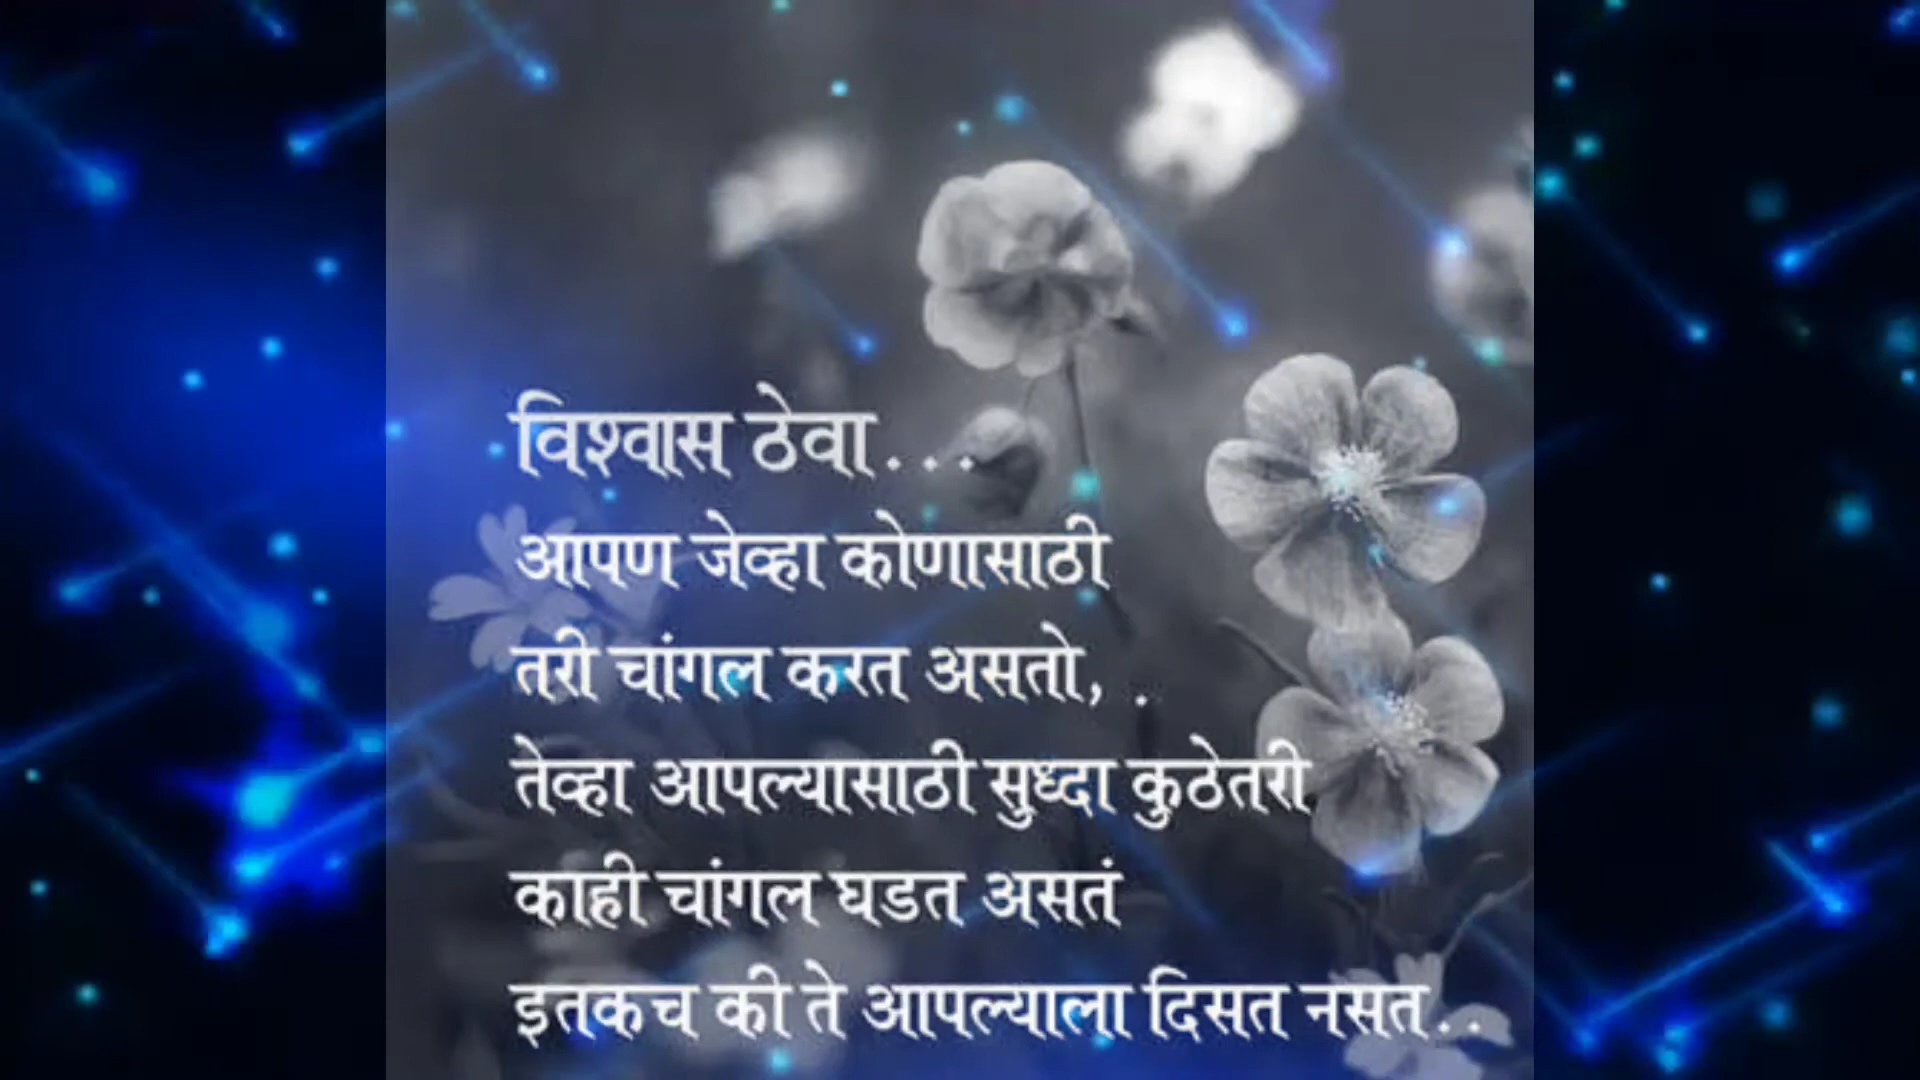 विश्वास ठेवा...
आपण जेव्हा कोणासाठी
तरी चांगल करत असतो, .
तेव्हा आपल्यासाठी सुध्दा कुठेतरी
काही चांगल घडत असतं
इतकच की ते आपल्याला दिसत नसत..